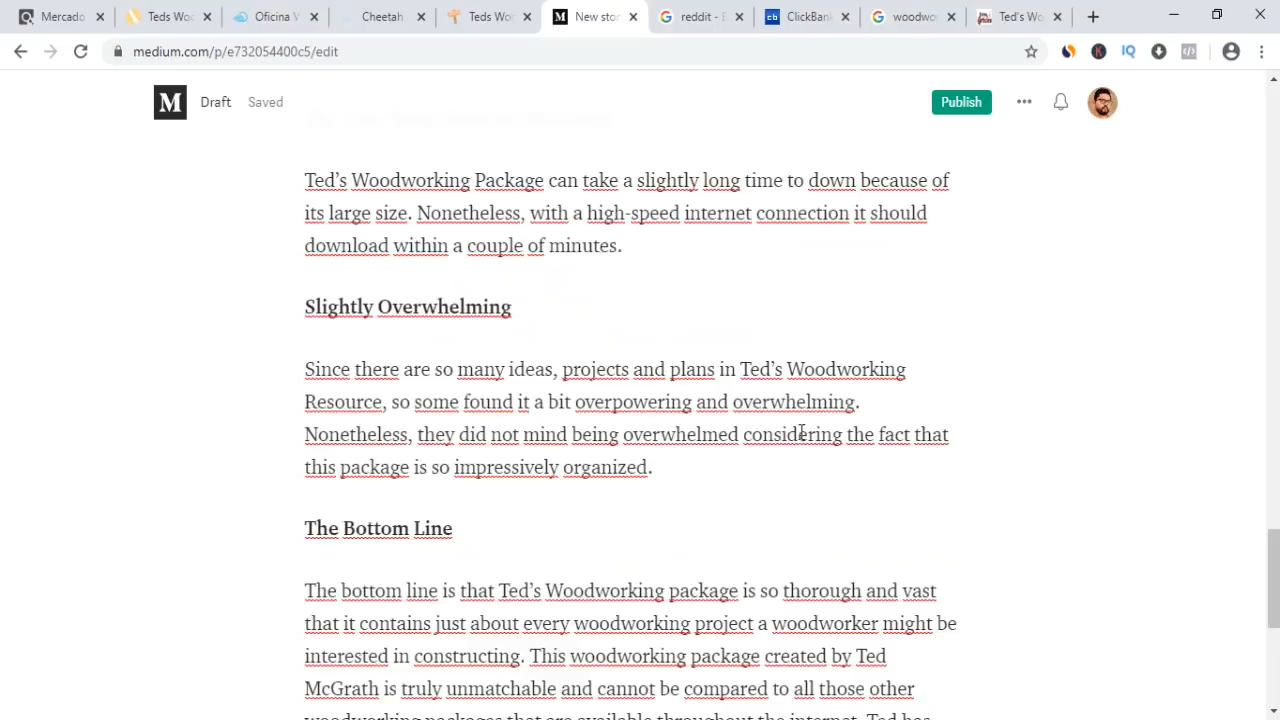 Mercado
Teds Wo
Oficina V
Cheetah
Teds Wor
New stor
reddit - E
ClickBank
woodwor
Ted's Wo
medium.com/p/e732054400c5/edit
M
Draft
Saved
Publish
Ted’s Woodworking Package can take a slightly long time to down because of
its large size. Nonetheless, with a high-speed internet connection it should
download within a couple of minutes.
Slightly Overwhelming
Since there are so many ideas, projects and plans in Ted’s Woodworking
Resource, so some found it a bit overpowering and overwhelming.
Nonetheless, they did not mind being overwhelmed considering the fact that
this package is so impressively organized.
The Bottom Line
The bottom line is that Ted’s Woodworking package is so thorough and vast
that it contains just about every woodworking project a woodworker might be
interested in constructing. This woodworking package created by Ted
McGrath is truly unmatchable and cannot be compared to all those other
woodworking packages that are available throughout the internet. Ted has